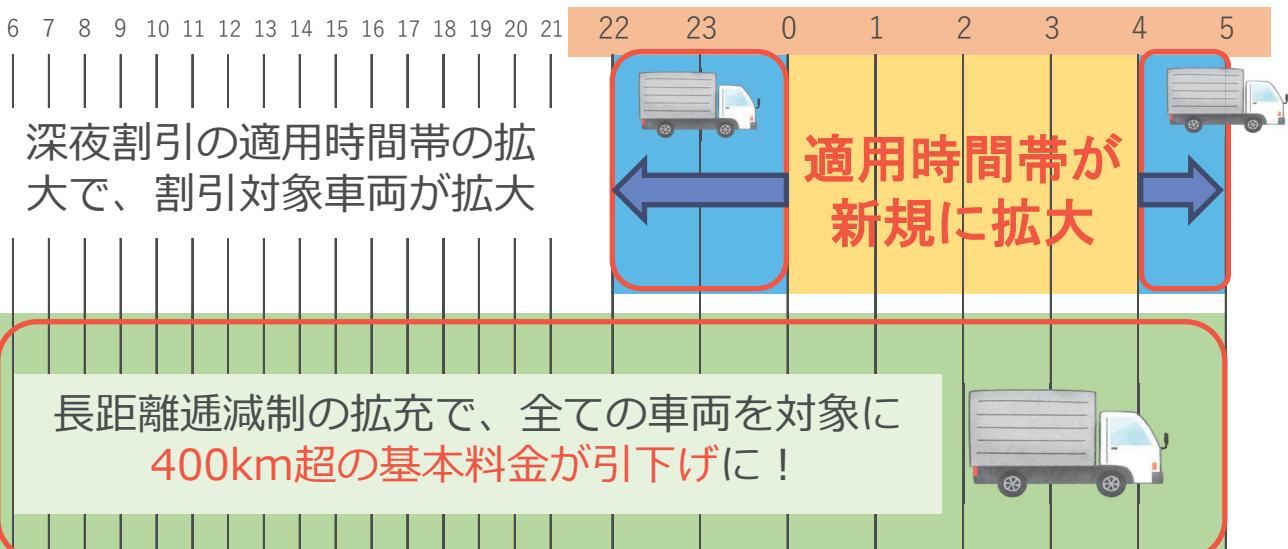 6 7 8 9 10 11 12 13 14 15 16 17 18 19 20 21 22 23 0 1 2 3 4 5
深夜割引の適用時間帯の拡
大で、割引対象車両が拡大
適用時間帯が
新規に拡大
長距離逓減制の拡充で、全ての車両を対象に
400km超の基本料金が引下げに！